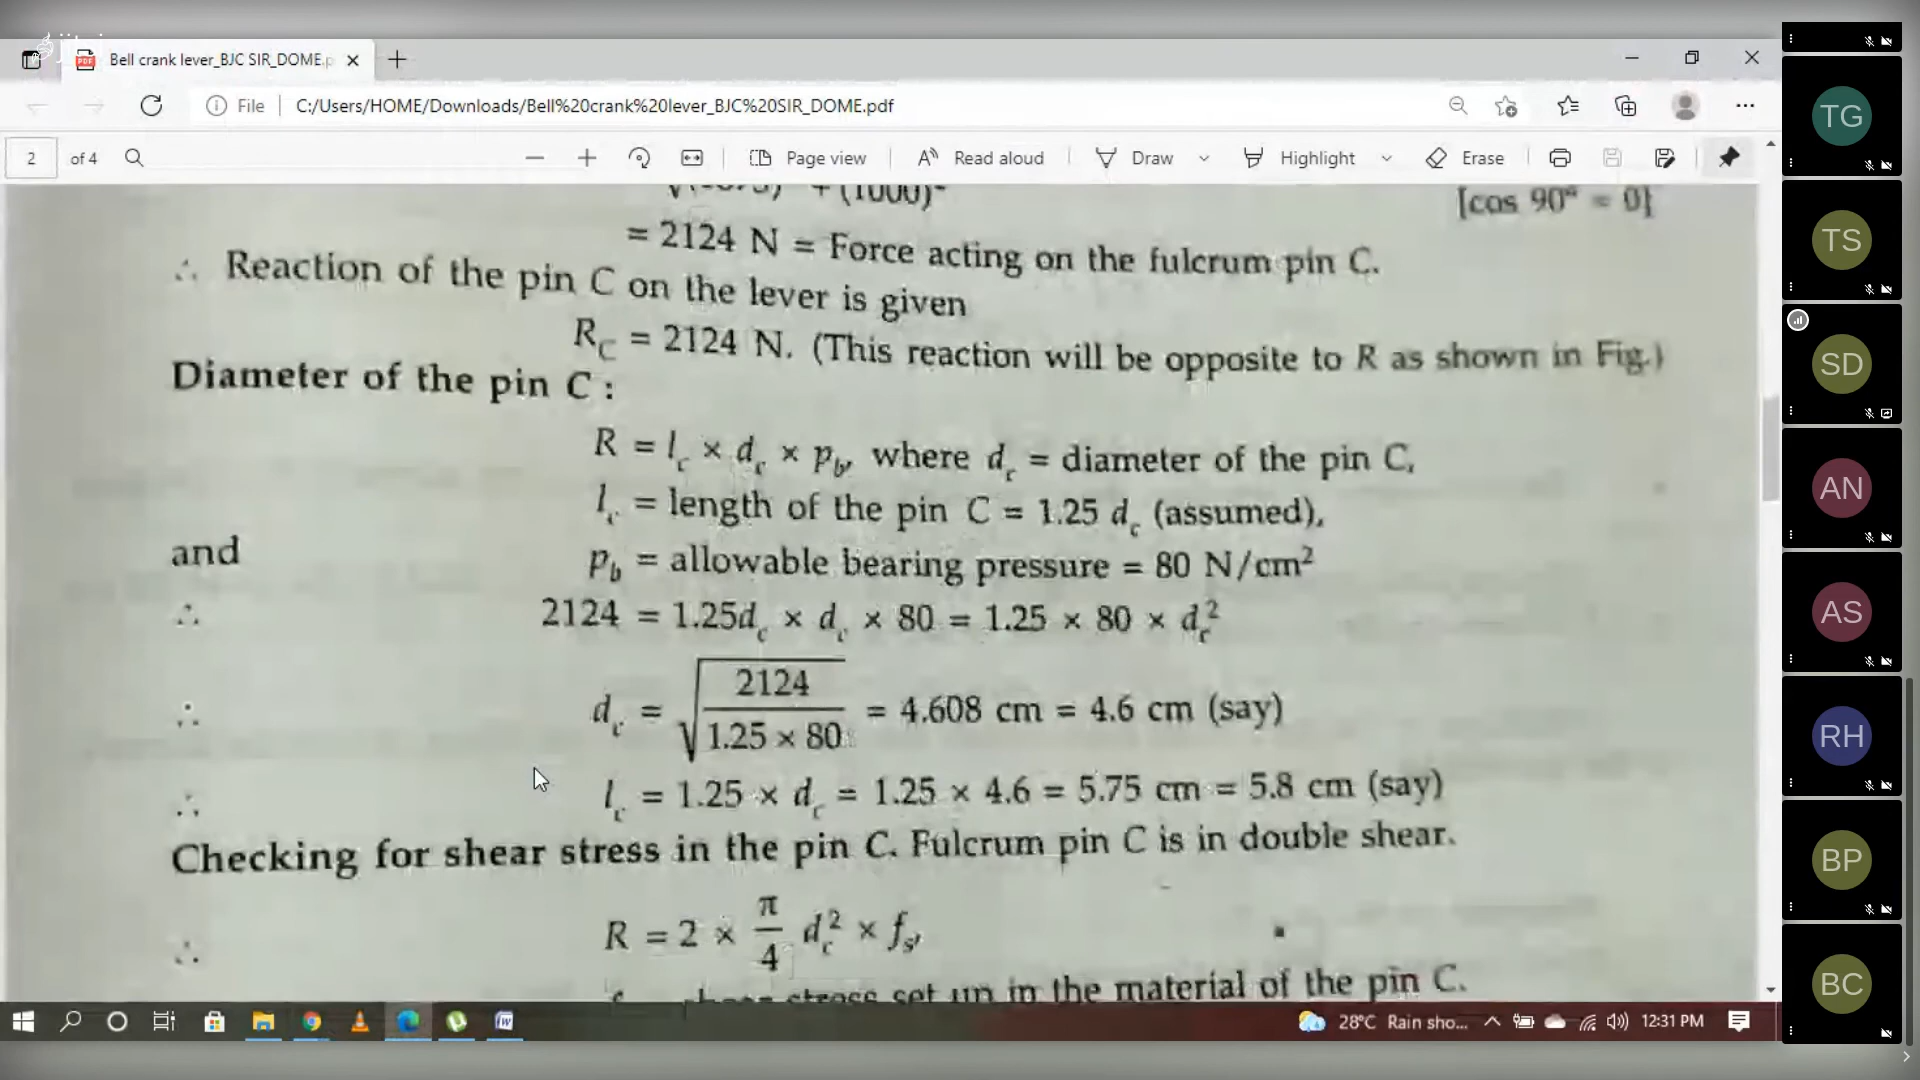 Bell crank lever_BJC SIR_DOME.p
File
C:/Users/HOME/Downloads/Bell%20crank%20lever_BJC%20SIR_DOME.pdf
2 of 4
Page view
Read aloud
Draw
Highlight
Erase
(1000)²
[cos 90° = 0]
= 2124 N = Force acting on the fulcrum pin C.
∴ Reaction of the pin C on the lever is given
R_C = 2124 N. (This reaction will be opposite to R as shown in Fig.)
Diameter of the pin C :
R = l_c × d_c × p_b, where d_c = diameter of the pin C,
l_c = length of the pin C = 1.25 d_c (assumed),
and p_b = allowable bearing pressure = 80 N/cm²
∴ 2124 = 1.25d_c × d_c × 80 = 1.25 × 80 × d_c²
∴ d_c = √(2124 / 1.25 × 80) = 4.608 cm = 4.6 cm (say)
∴ l_c = 1.25 × d_c = 1.25 × 4.6 = 5.75 cm = 5.8 cm (say)
Checking for shear stress in the pin C. Fulcrum pin C is in double shear.
∴ R = 2 × π/4 d_c² × f_s,
stress set up in the material of the pin C.
28°C Rain sho...
12:31 PM
TG
TS
SD
AN
AS
RH
BP
BC